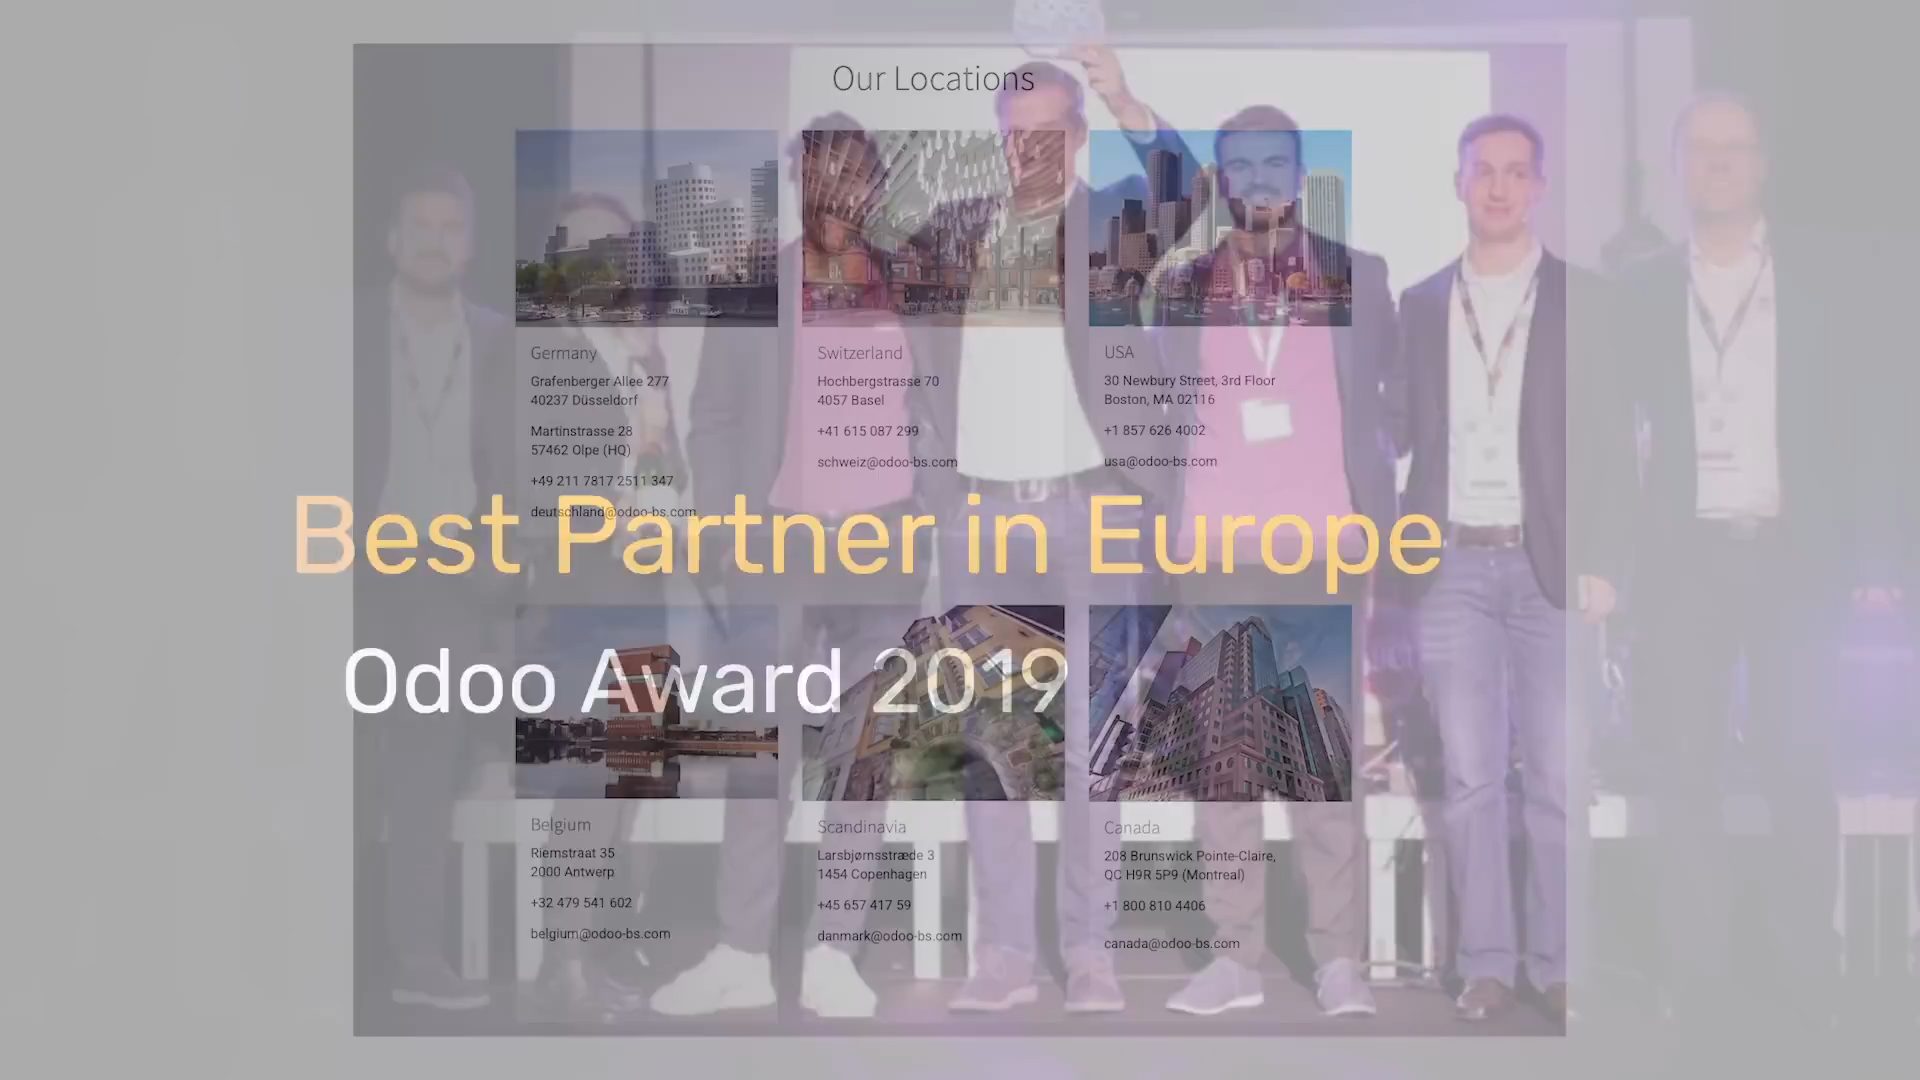 Our Locations
Germany
Grafenberger Allee 277
40237 Düsseldorf
Martinstrasse 28
57462 Olpe (HQ)
+49 211 7817 2511 347
deutschland@odoo-bs.com
Switzerland
Hochbergstrasse 70
4057 Basel
+41 615 087 299
schweiz@odoo-bs.com
USA
30 Newbury Street, 3rd Floor
Boston, MA 02116
+1 857 626 4002
usa@odoo-bs.com
Best Partner in Europe
Odoo Award 2019
Belgium
Riemstraat 35
2000 Antwerp
+32 479 541 602
belgium@odoo-bs.com
Scandinavia
Larsbjørnsstræde 3
1454 Copenhagen
+45 657 417 59
danmark@odoo-bs.com
Canada
208 Brunswick Pointe-Claire,
QC H9R 5P9 (Montreal)
+1 800 810 4406
canada@odoo-bs.com